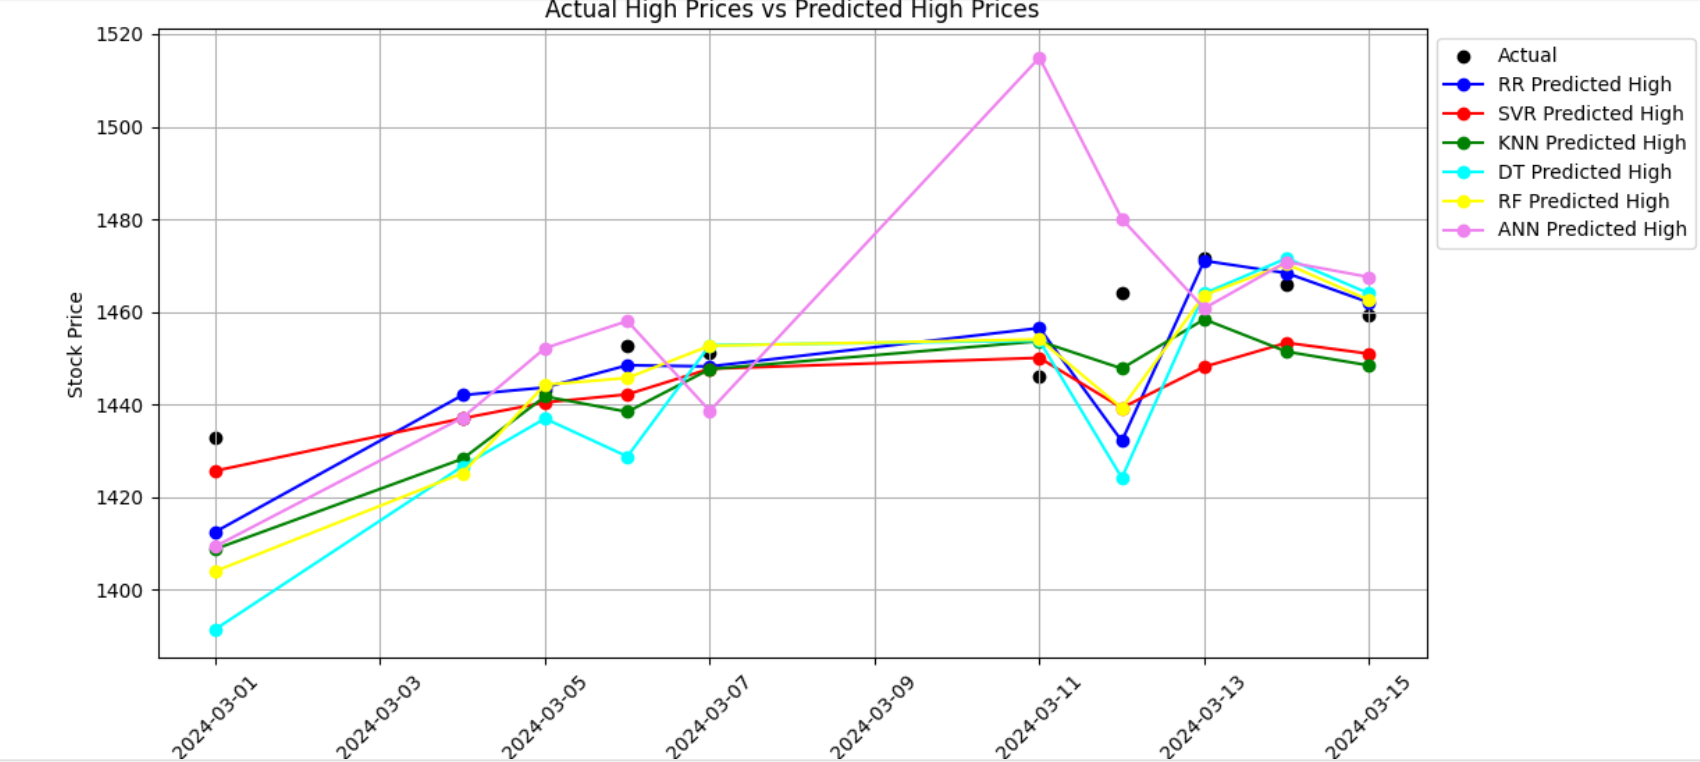 Actual High Prices vs Predicted High Prices
1520
1500
1480
1460
1440
1420
1400
Stock Price
2024-03-01
2024-03-03
2024-03-05
2024-03-07
2024-03-09
2024-03-11
2024-03-13
2024-03-15
Actual
RR Predicted High
SVR Predicted High
KNN Predicted High
DT Predicted High
RF Predicted High
ANN Predicted High